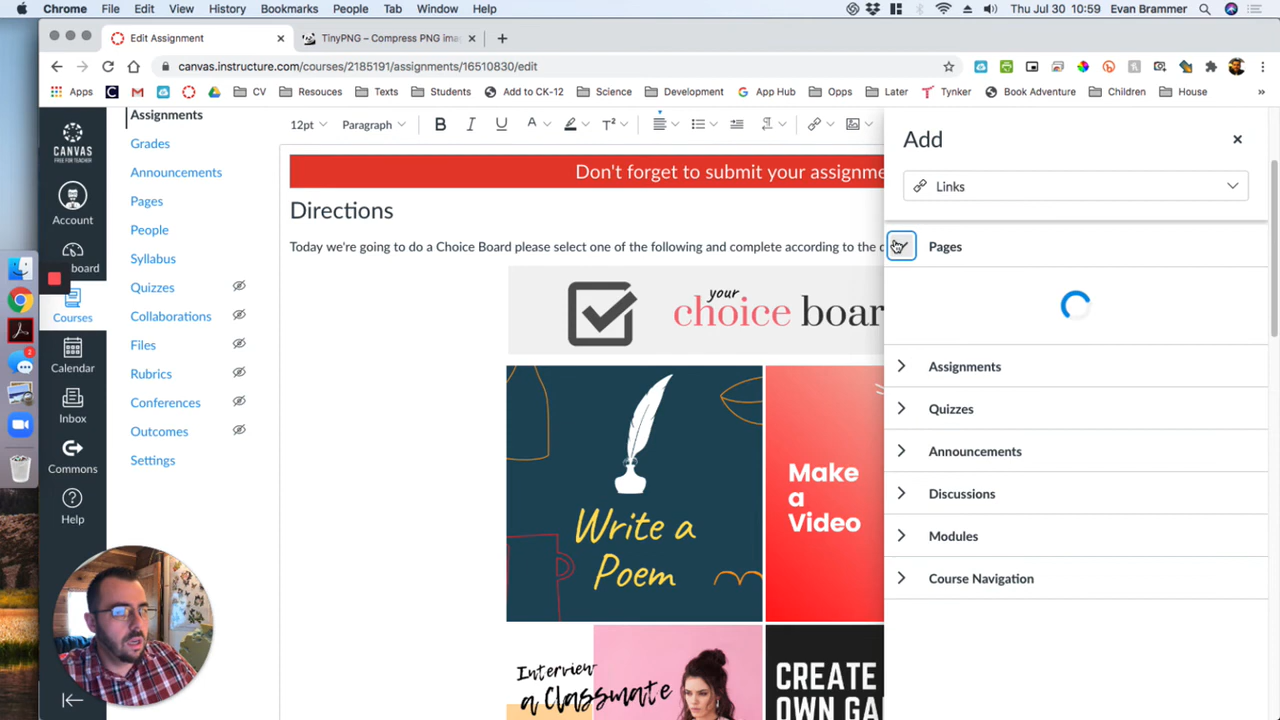 Chrome File Edit View History Bookmarks People Tab Window Help
Thu Jul 30 10:59 Evan Brammer
Edit Assignment
TinyPNG – Compress PNG ima
canvas.instructure.com/courses/2185191/assignments/16510830/edit
Apps
CV
Resouces
Texts
Students
Add to CK-12
Science
Development
App Hub
Opps
Later
Tynker
Book Adventure
Children
House
»
CANVAS
FREE FOR TEACHER
Account
board
Courses
Calendar
Inbox
Commons
Help
2
Assignments
Grades
Announcements
Pages
People
Syllabus
Quizzes
Collaborations
Files
Rubrics
Conferences
Outcomes
Settings
12pt
Paragraph
B I U A T²
Don't forget to submit your assignme
Directions
Today we're going to do a Choice Board please select one of the following and complete according to the
your
choice boar
Write a
Poem
Make
a
Video
Interview
a Classmate
CREATE
OWN GA
Add
Links
Pages
Assignments
Quizzes
Announcements
Discussions
Modules
Course Navigation